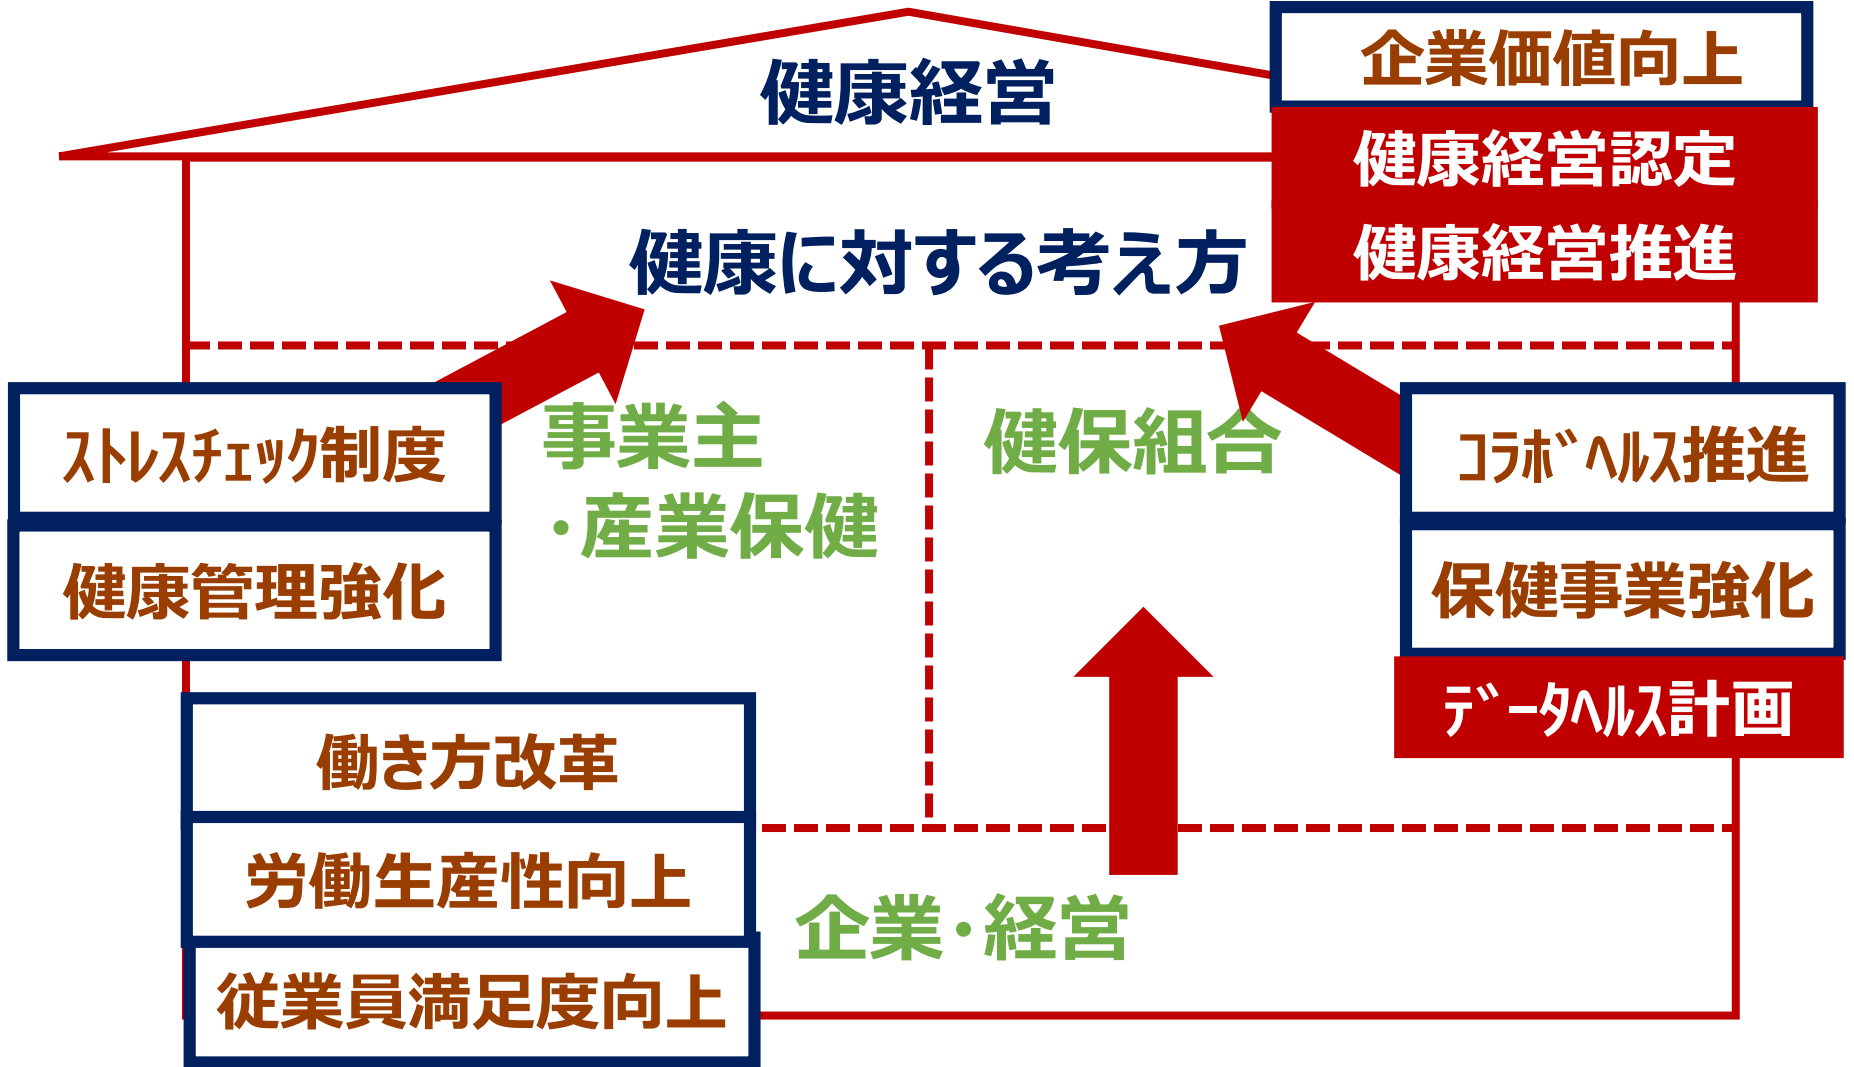 健康経営
企業価値向上
健康経営認定
健康経営推進
健康に対する考え方
ｽﾄﾚｽﾁｪｯｸ制度
健康管理強化
事業主
・産業保健
健保組合
ｺﾗﾎﾞﾍﾙｽ推進
保健事業強化
ﾃﾞｰﾀﾍﾙｽ計画
働き方改革
労働生産性向上
従業員満足度向上
企業・経営